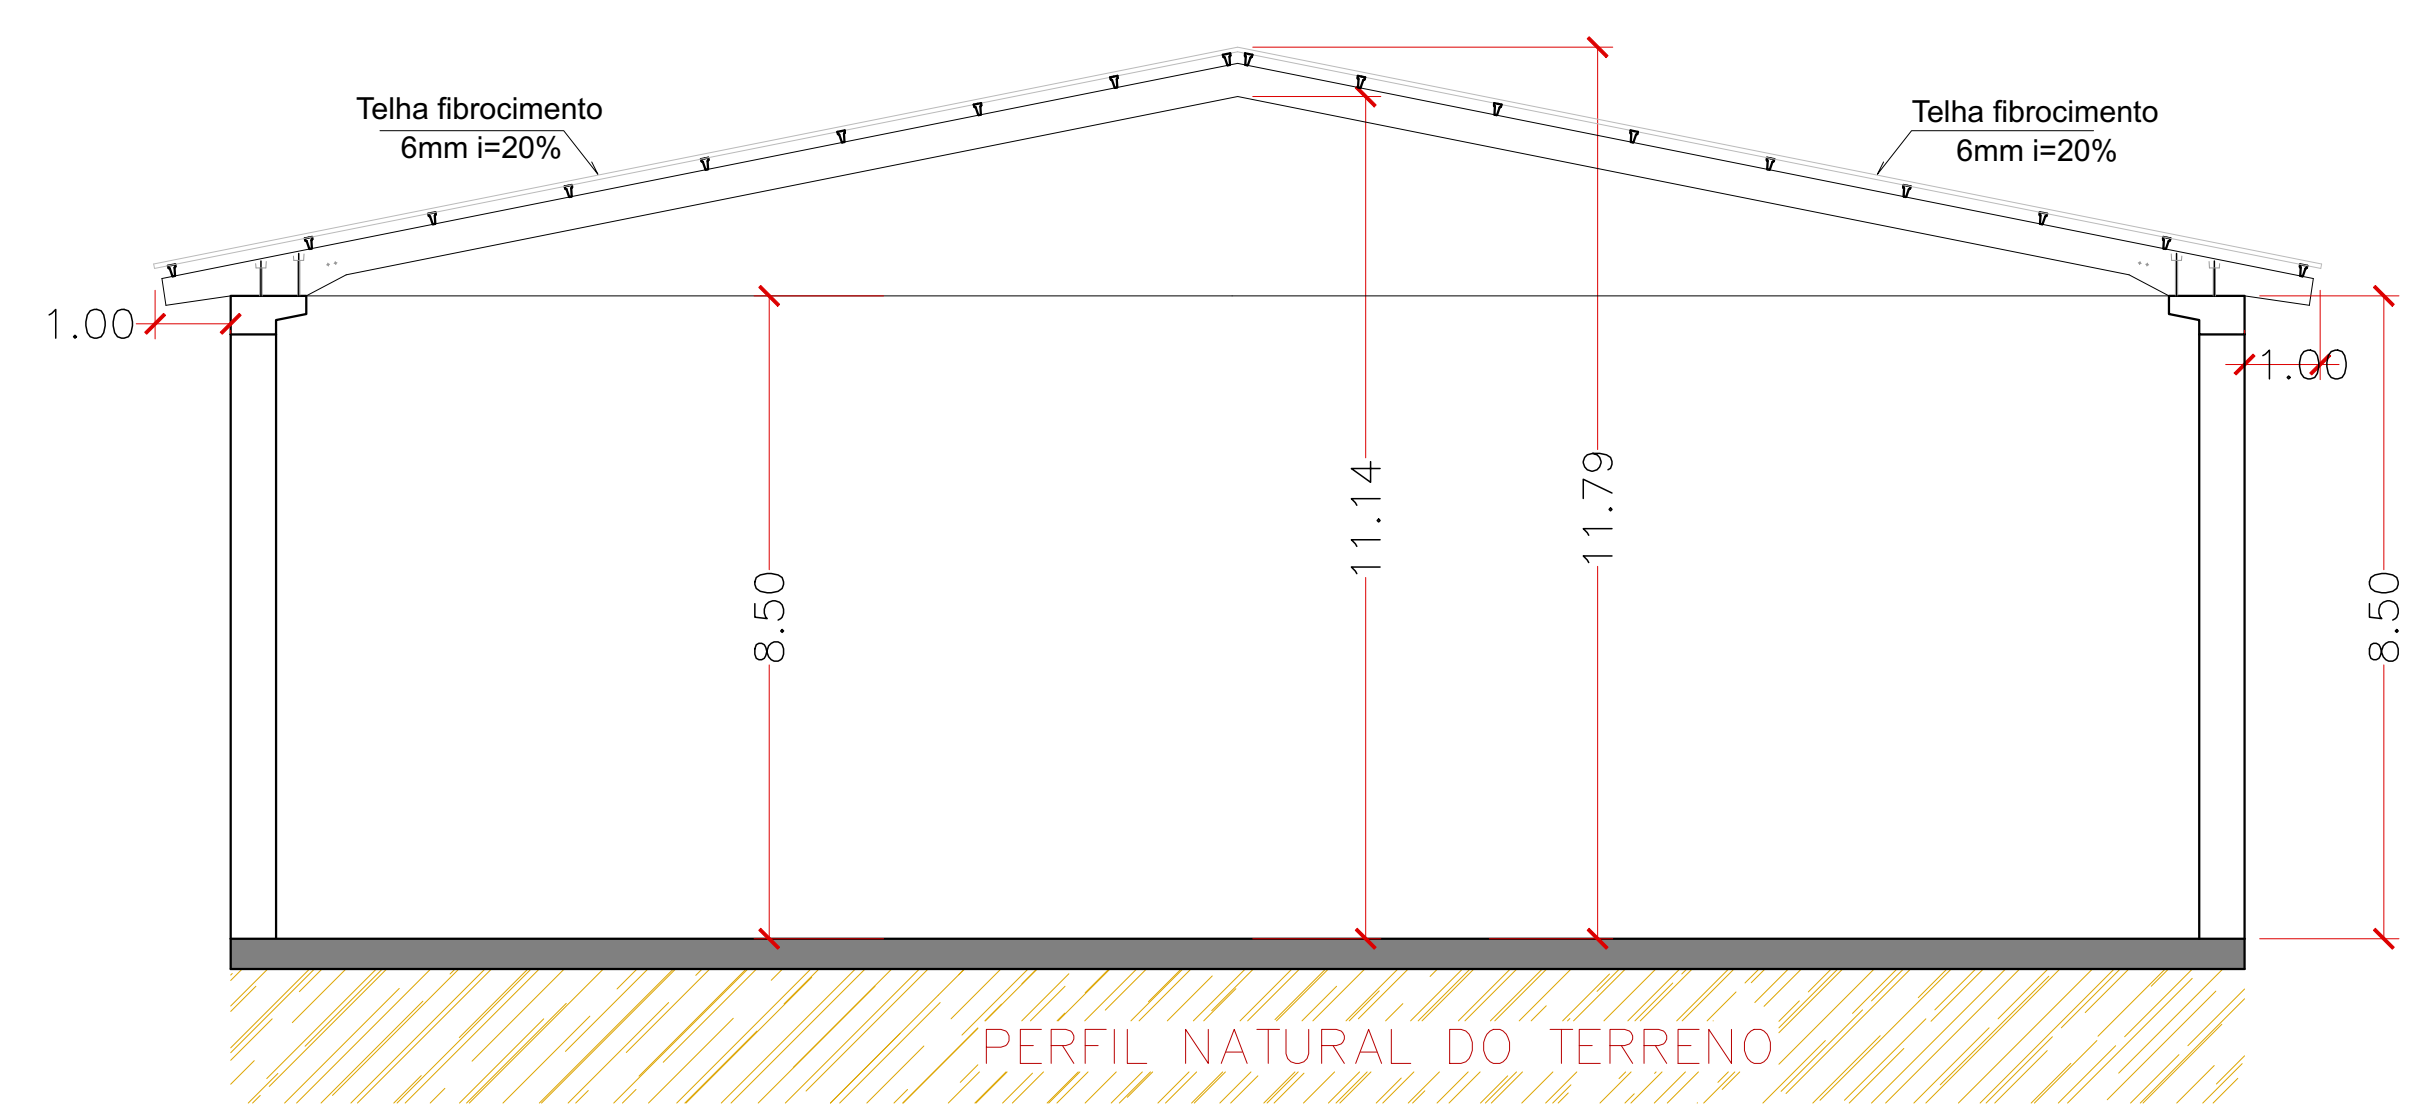 Telha fibrocimento
6mm i=20%
Telha fibrocimento
6mm i=20%
1.00
1.00
8.50
11.14
11.79
8.50
PERFIL NATURAL DO TERRENO